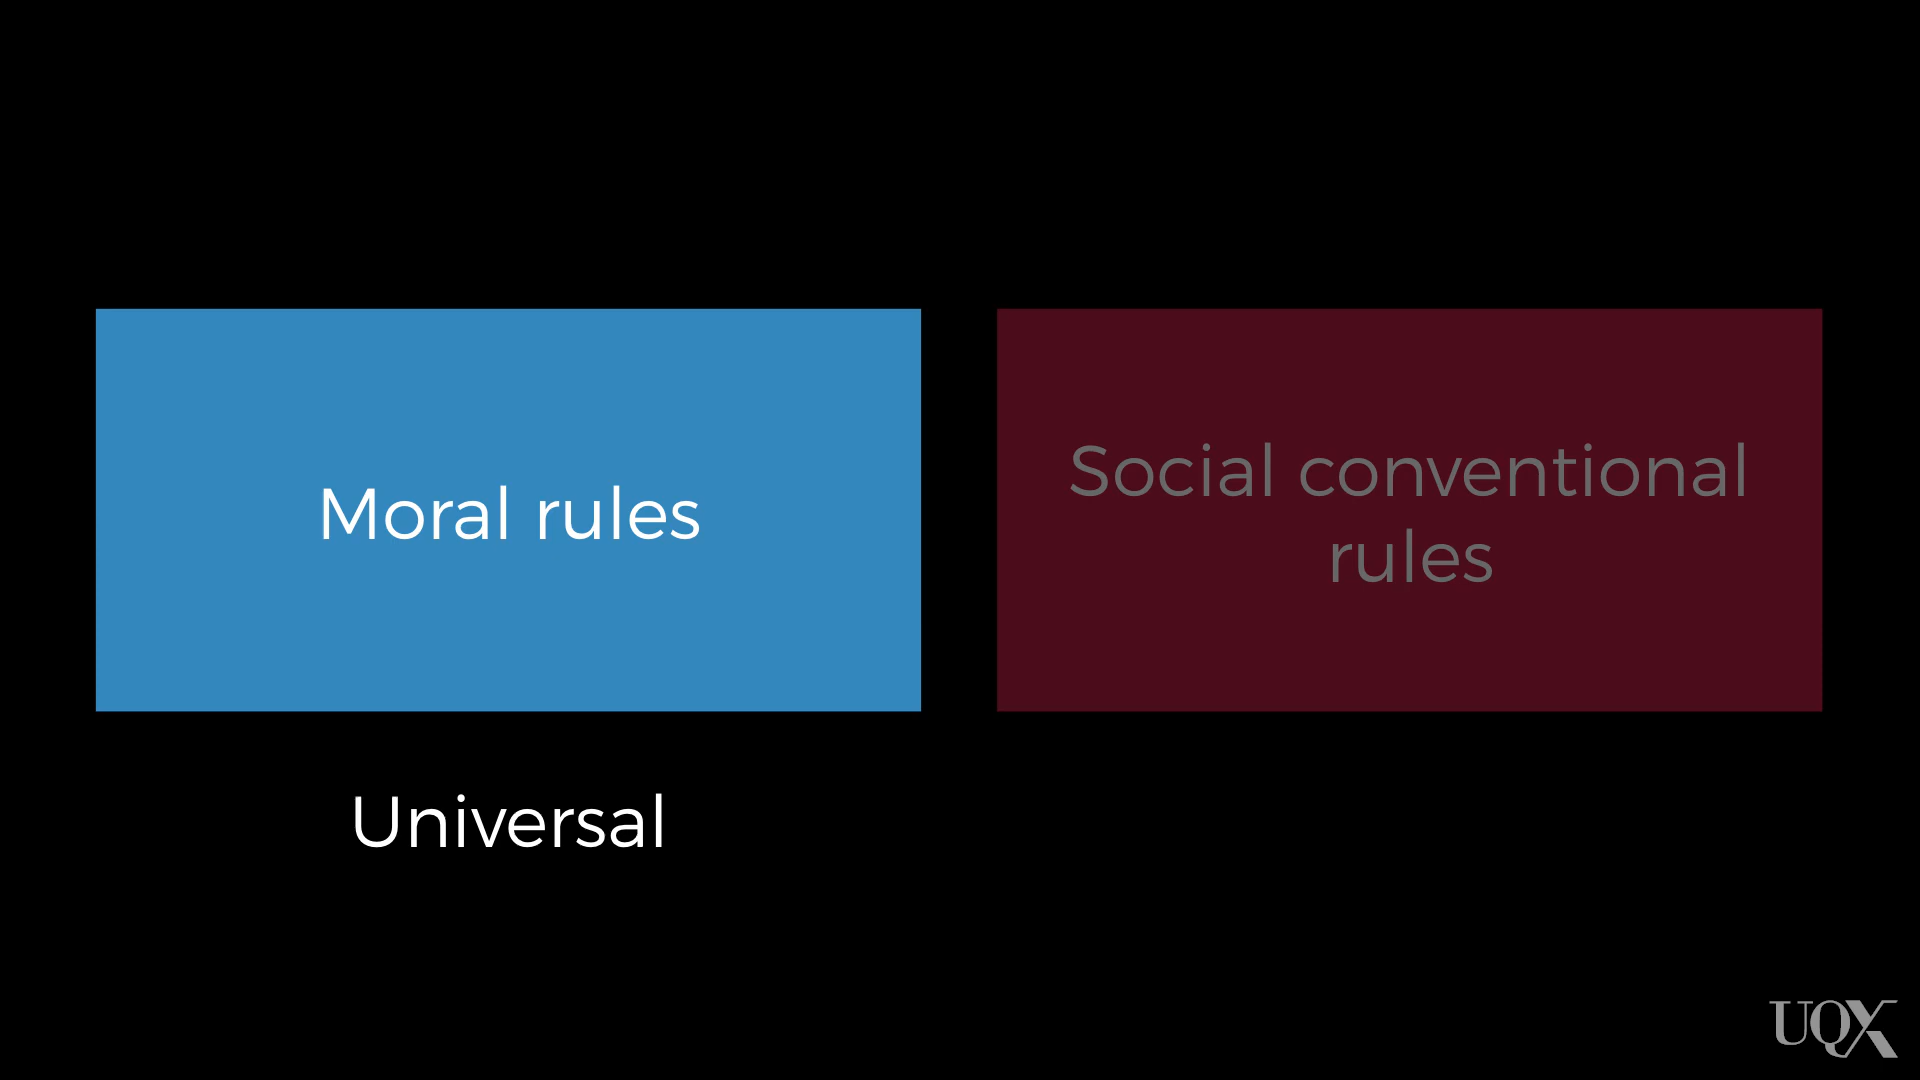 Moral rules
Social conventional
rules
Universal
UQX